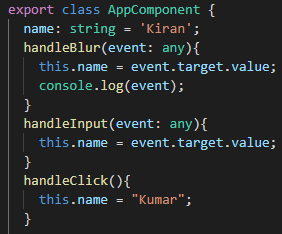 export class AppComponent {
name: string = 'Kiran';
handleBlur(event: any){
this.name = event.target.value;
console.log(event);
}
handleInput(event: any){
this.name = event.target.value;
}
handleClick(){
this.name = "Kumar";
}